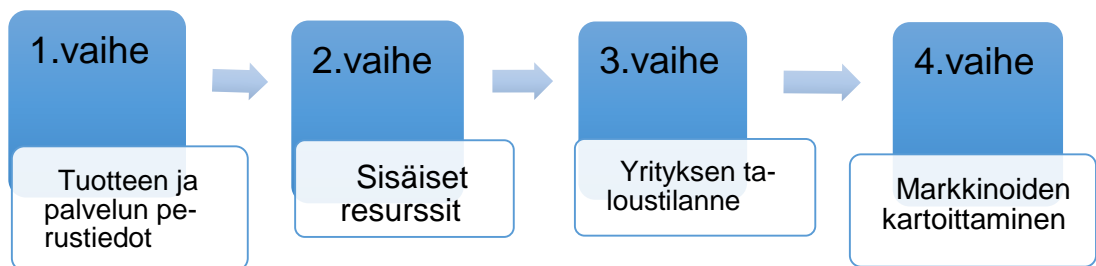 1.vaihe
Tuotteen ja
palvelun pe-
rustiedot
2.vaihe
Sisäiset
resurssit
3.vaihe
Yrityksen ta-
loustilanne
4.vaihe
Markkinoiden
kartoittaminen